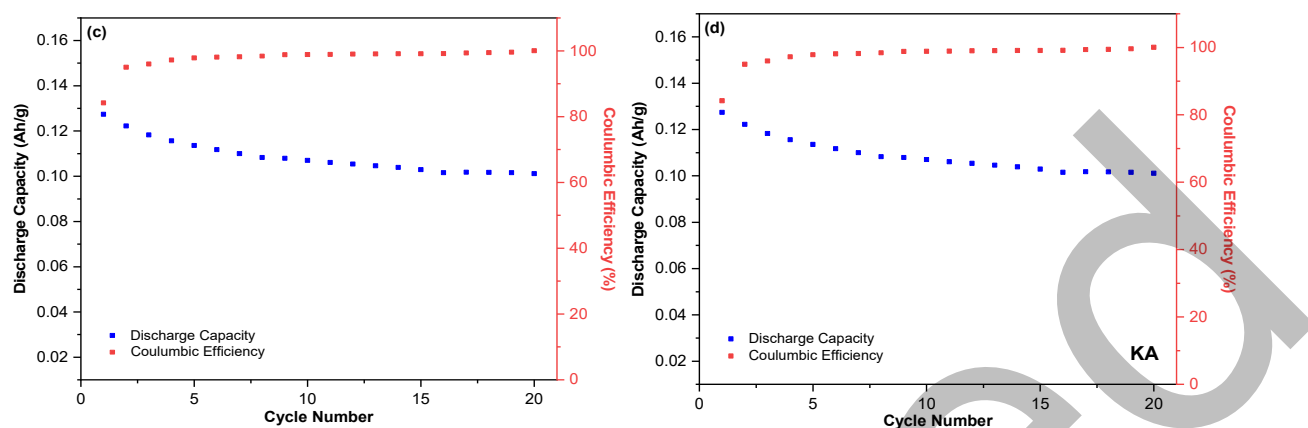 (c)
0.16
0.14
0.12
0.10
0.08
0.06
0.04
0.02
Discharge Capacity (Ah/g)
100
80
60
40
20
0
Coulumbic Efficiency (%)
Discharge Capacity
Coulumbic Efficiency
0 5 10 15 20
Cycle Number
(d)
0.16
0.14
0.12
0.10
0.08
0.06
0.04
0.02
Discharge Capacity (Ah/g)
100
80
60
40
20
0
Coulumbic Efficiency (%)
Discharge Capacity
Coulumbic Efficiency
KA
0 5 10 15 20
Cycle Number